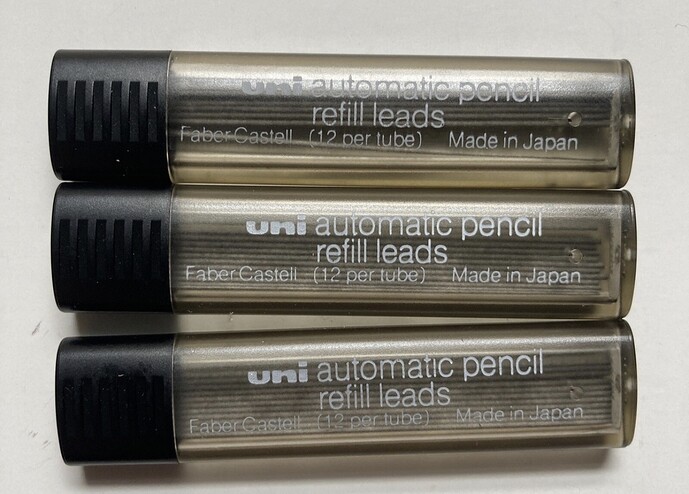 uni automatic pencil
refill leads
Faber Castell (12 per tube) Made in Japan
uni automatic pencil
refill leads
Faber Castell (12 per tube) Made in Japan
uni automatic pencil
refill leads
Faber Castell (12 per tube) Made in Japan